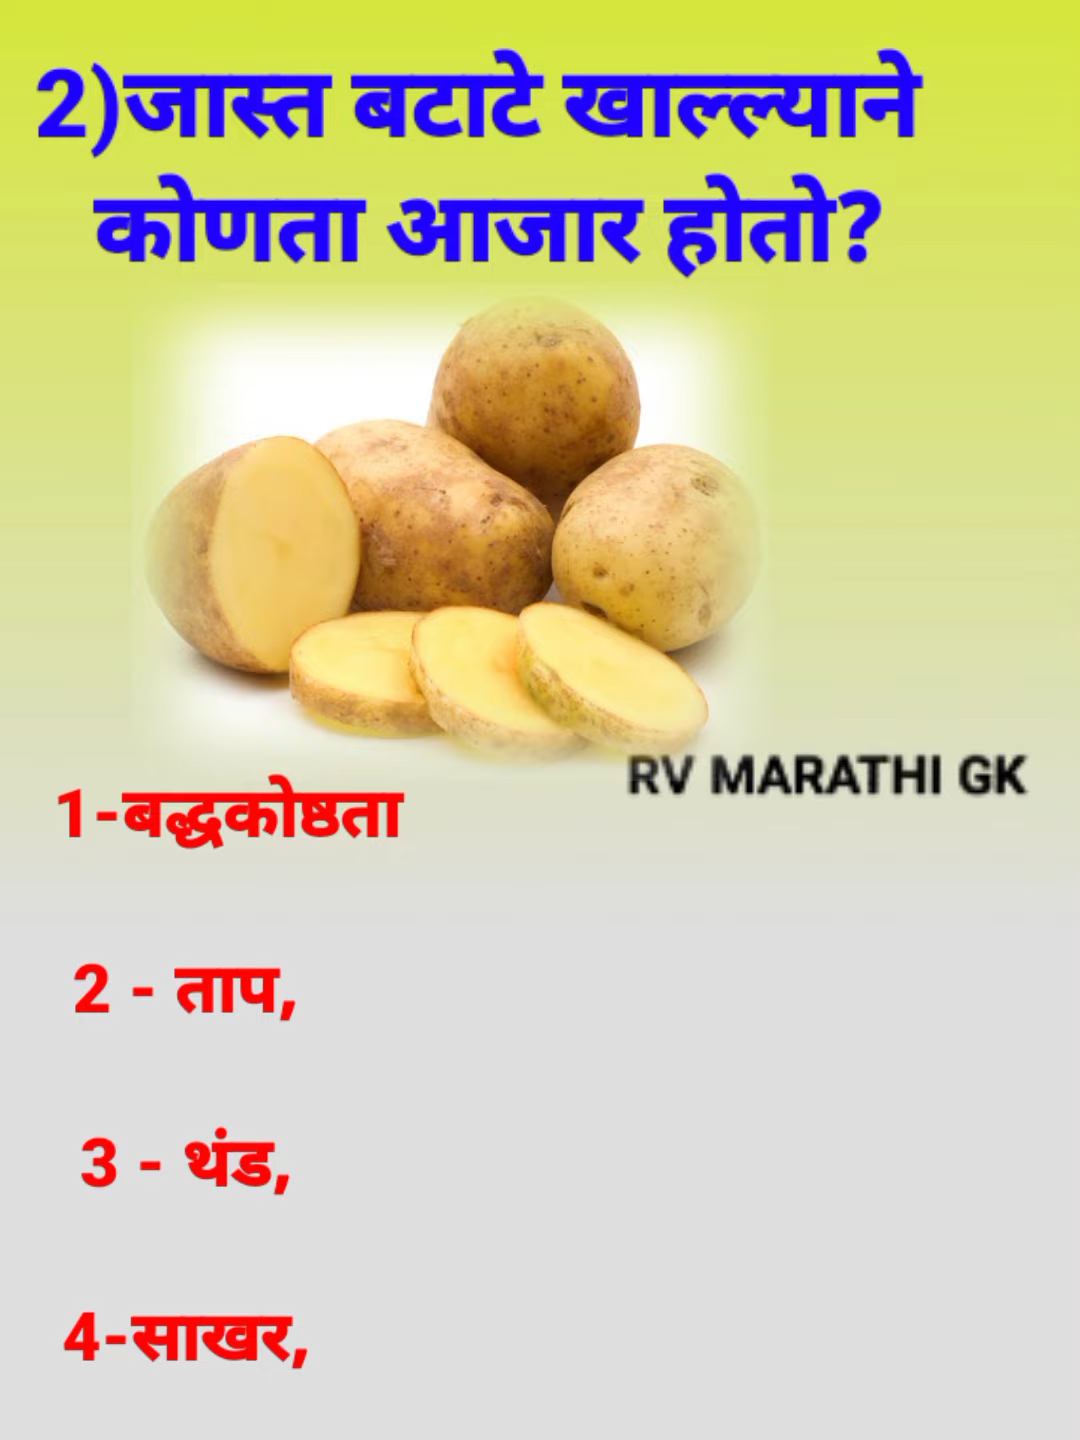 2)जास्त बटाटे खाल्ल्याने
कोणता आजार होतो?
RV MARATHI GK
1-बद्धकोष्ठता
2 - ताप,
3 - थंड,
4-साखर,